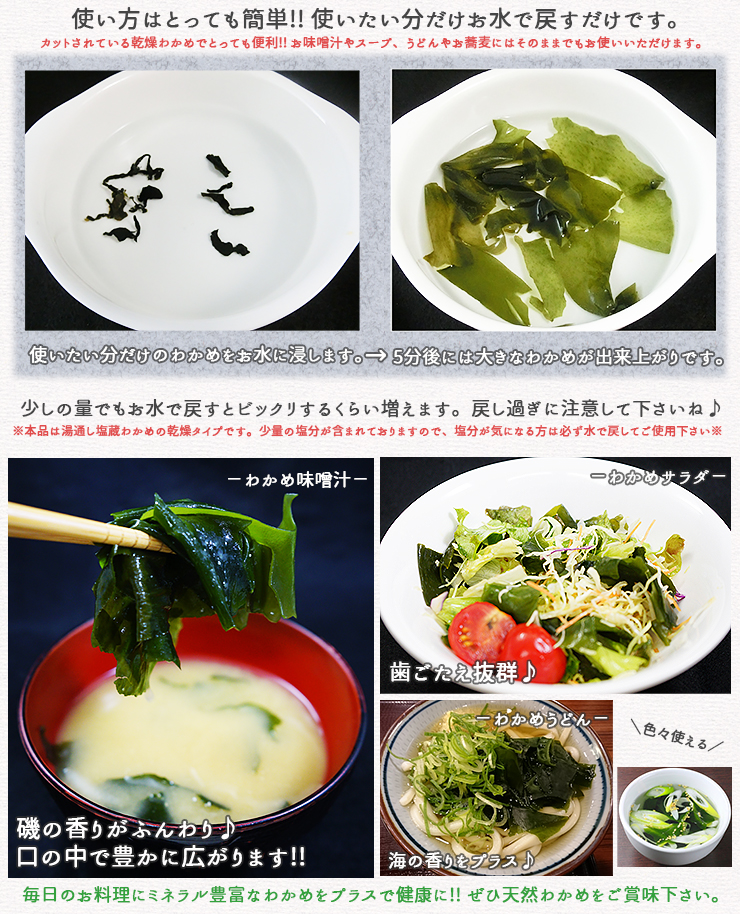 使い方はとっても簡単!! 使いたい分だけお水で戻すだけです。
カットされている乾燥わかめでとっても便利!! お味噌汁やスープ、うどんやお蕎麦にはそのままでもお使いいただけます。
使いたい分だけのわかめをお水に浸します。→ 5分後には大きなわかめが出来上がりです。
少しの量でもお水で戻すとビックリするくらい増えます。戻し過ぎに注意して下さいね♪
※本品は湯通し塩蔵わかめの乾燥タイプです。少量の塩分が含まれておりますので、塩分が気になる方は必ず水で戻してご使用下さい※
－わかめ味噌汁－
磯の香りがふんわり♪
口の中で豊かに広がります!!
－わかめサラダ－
歯ごたえ抜群♪
－わかめうどん－
海の香りをプラス♪
＼色々使える／
毎日のお料理にミネラル豊富なわかめをプラスで健康に!! ぜひ天然わかめをご賞味下さい。